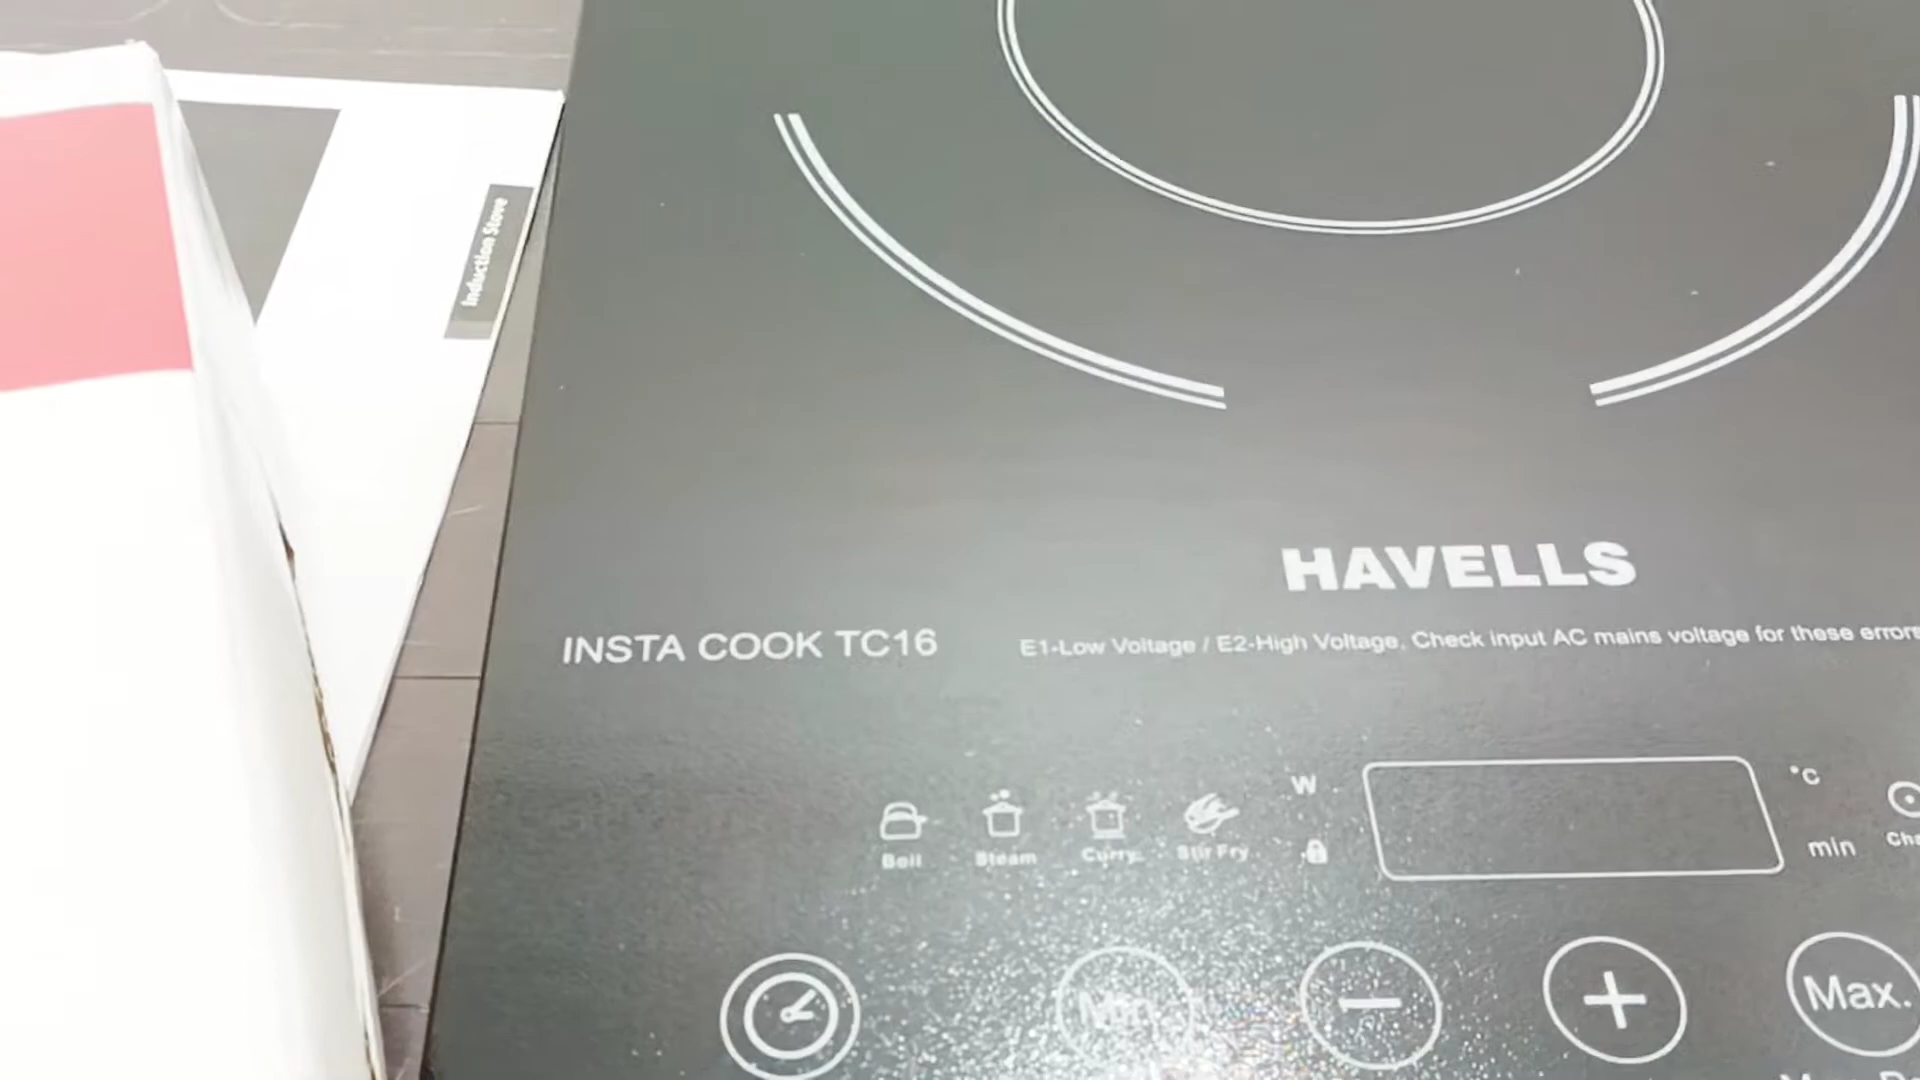 Induction Stove
HAVELLS
INSTA COOK TC16
E1-Low Voltage / E2-High Voltage, Check input AC mains voltage for these errors
W
°C
Boil
Steam
Curry
Stir Fry
min
Min
Max.